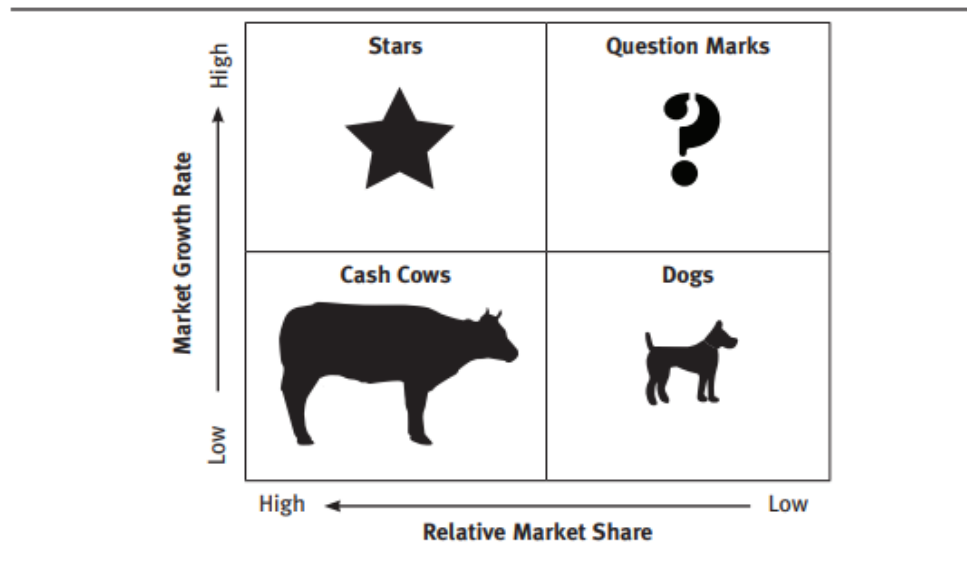 Stars
Question Marks
?
High
Market Growth Rate
Cash Cows
Dogs
Low
High
Low
Relative Market Share